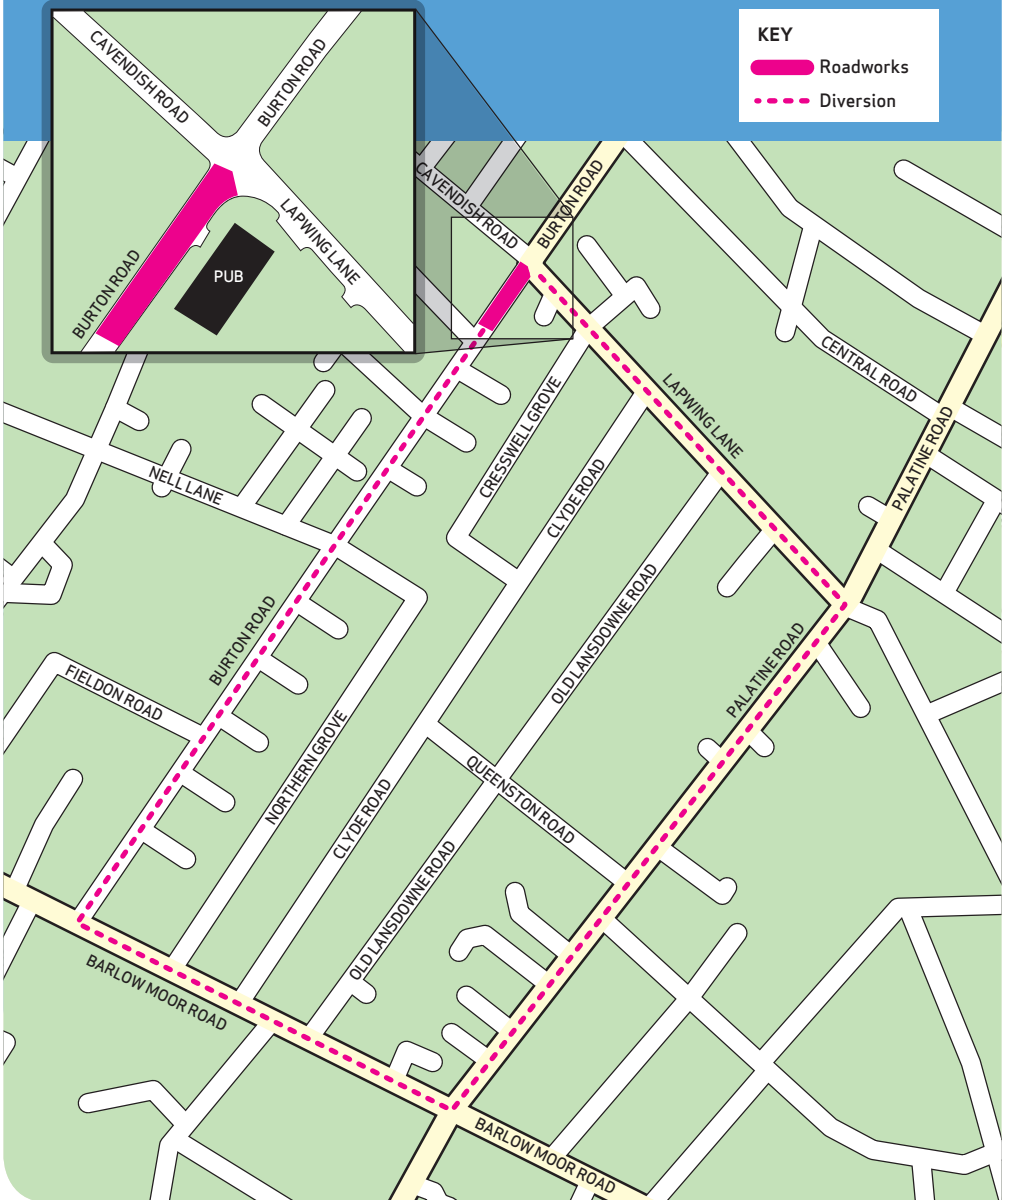 KEY
Roadworks
Diversion
CAVENDISH ROAD
BURTON ROAD
LAPWING LANE
BURTON ROAD
PUB
CAVENDISH ROAD
BURTON ROAD
CENTRAL ROAD
LAPWING LANE
PALATINE ROAD
CRESSWELL GROVE
CLYDE ROAD
NELL LANE
OLD LANSDOWNE ROAD
BURTON ROAD
PALATINE ROAD
FIELDON ROAD
NORTHERN GROVE
QUEENSTON ROAD
CLYDE ROAD
OLD LANSDOWNE ROAD
BARLOW MOOR ROAD
BARLOW MOOR ROAD